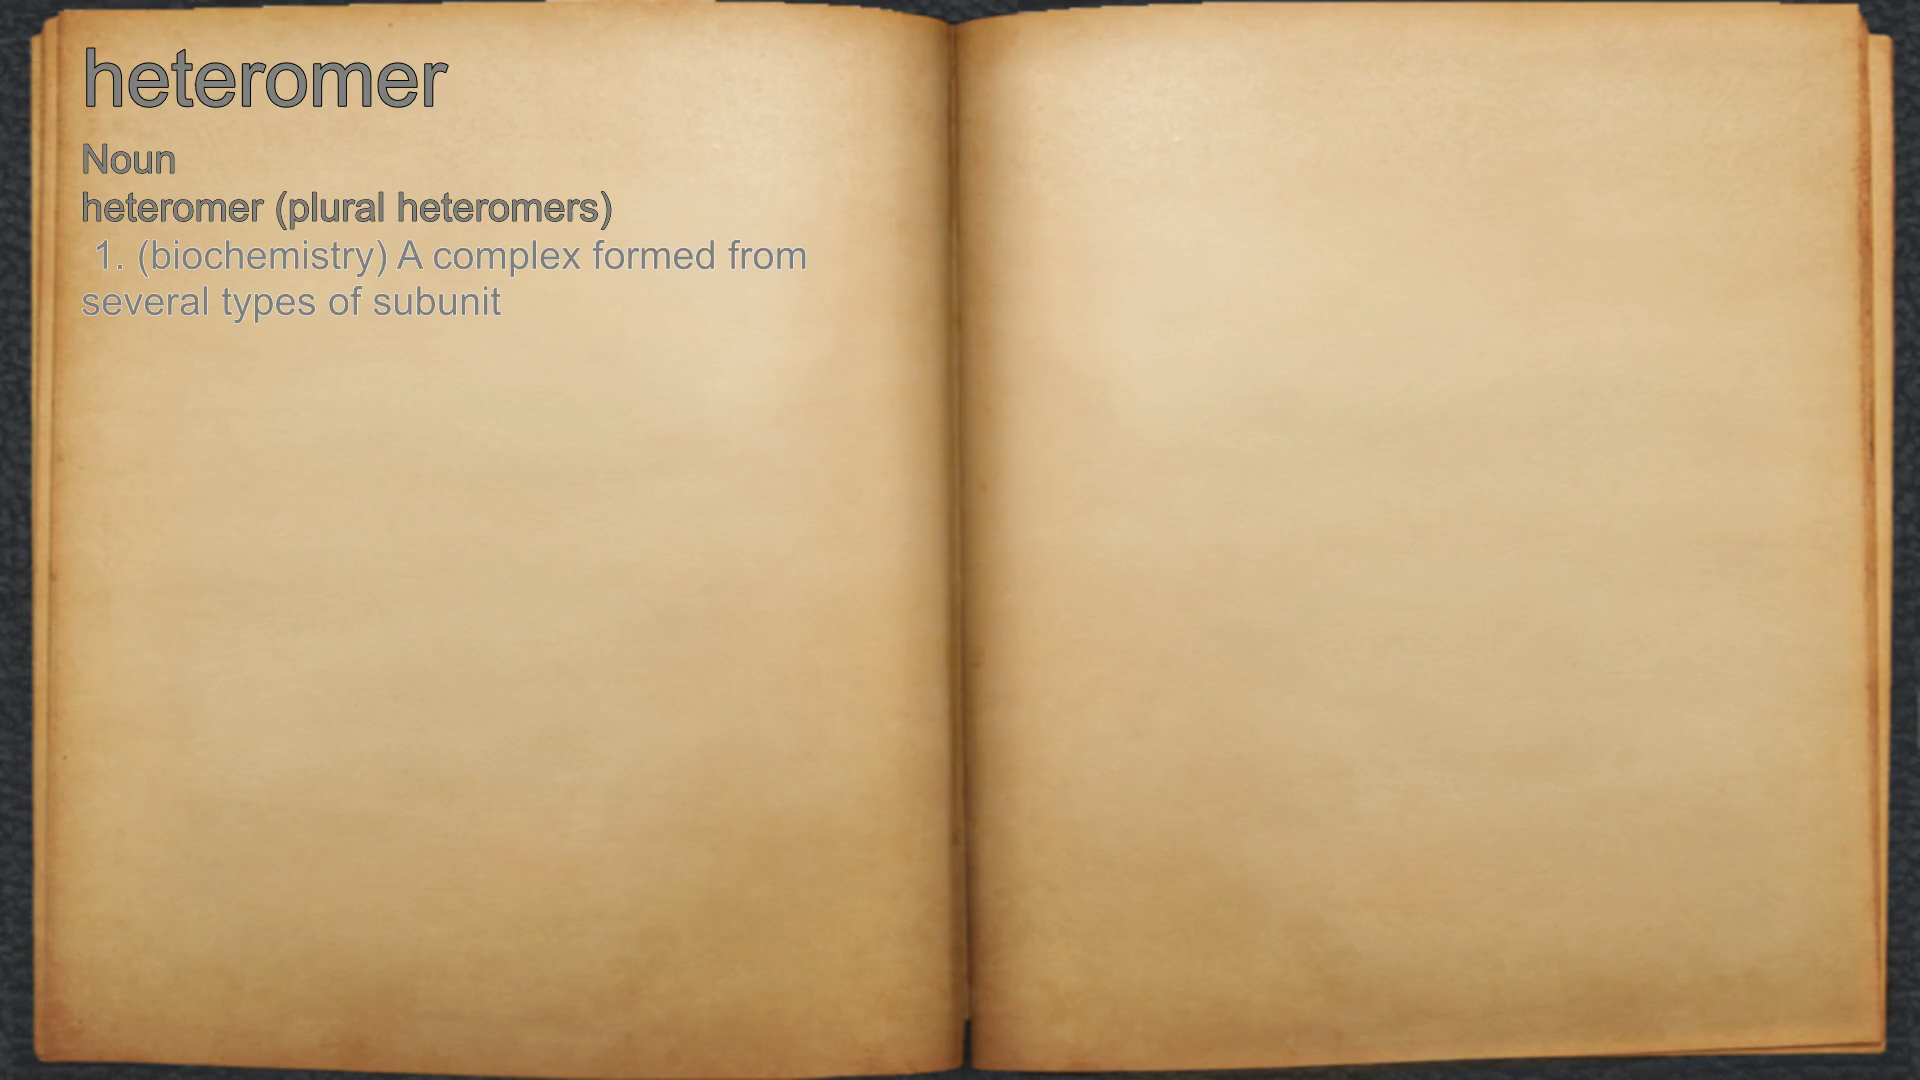 heteromer
Noun
heteromer (plural heteromers)
1. (biochemistry) A complex formed from
several types of subunit